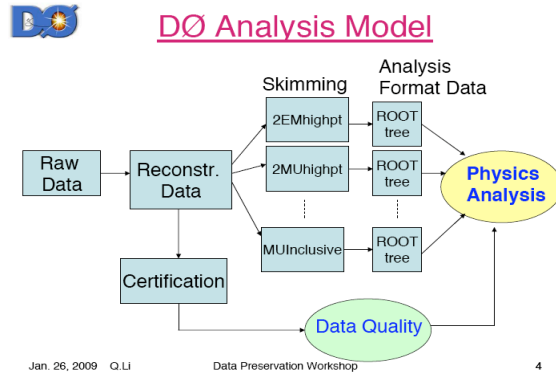 DØ
DØ Analysis Model
Skimming
Analysis
Format Data
2EMhighpt
ROOT
tree
Raw
Data
Reconstr.
Data
2MUhighpt
ROOT
tree
Physics
Analysis
MUInclusive
ROOT
tree
Certification
Data Quality
Jan. 26, 2009 Q.Li Data Preservation Workshop 4